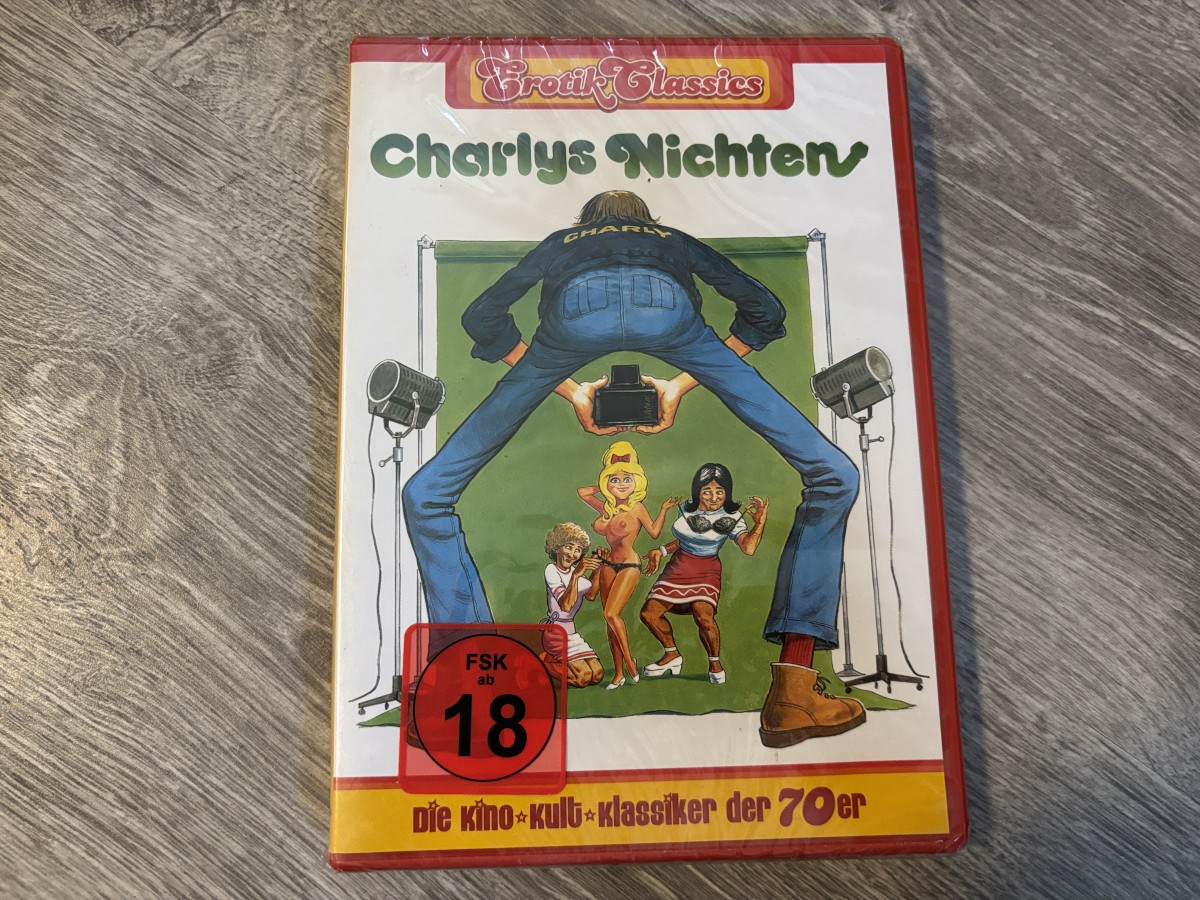 Erotik Classics
Charlys Nichten
CHARLY
FSK
ab
18
Die Kino☆Kult☆Klassiker der 70er